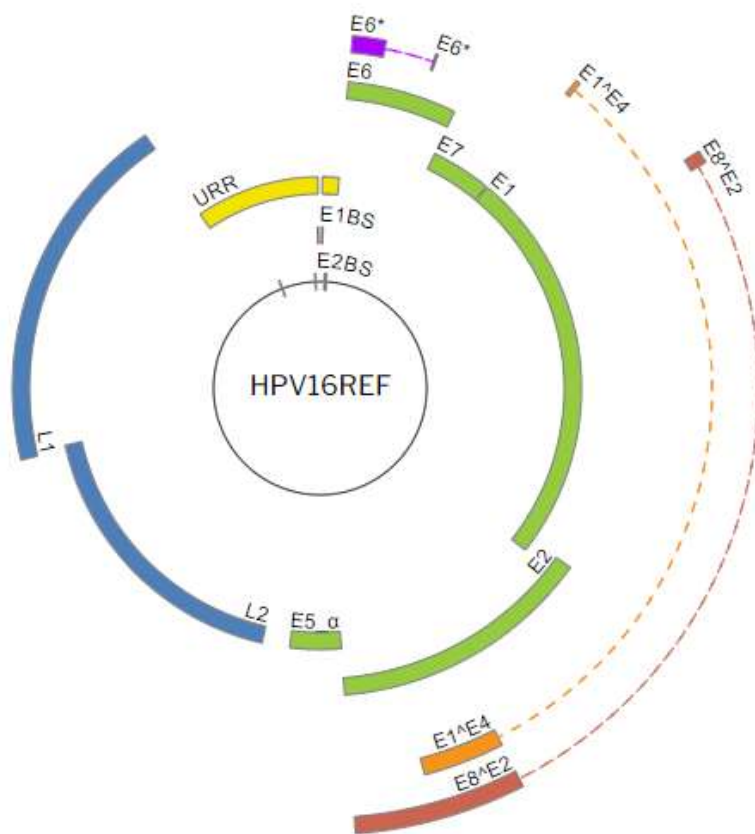 E6*
E6*
E6
E1^E4
E8^E2
E7
E1
URR
E1BS
E2BS
HPV16REF
L1
E2
L2
E5_α
E1^E4
E8^E2